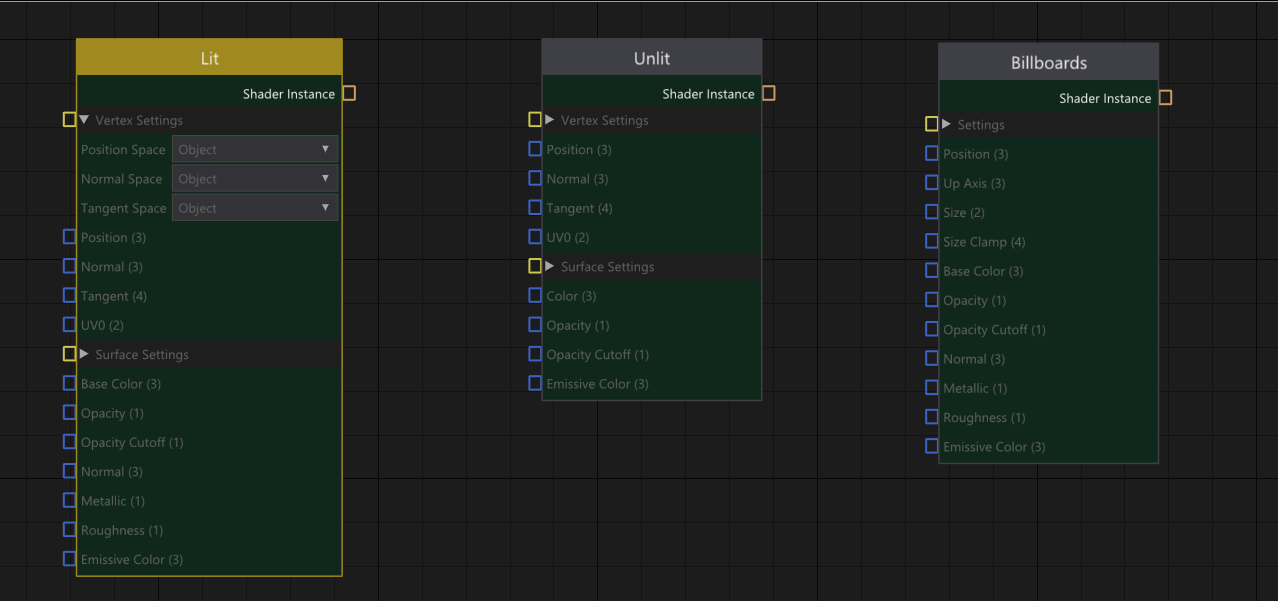 Lit
Shader Instance
Vertex Settings
Position Space Object
Normal Space Object
Tangent Space Object
Position (3)
Normal (3)
Tangent (4)
UV0 (2)
Surface Settings
Base Color (3)
Opacity (1)
Opacity Cutoff (1)
Normal (3)
Metallic (1)
Roughness (1)
Emissive Color (3)
Unlit
Shader Instance
Vertex Settings
Position (3)
Normal (3)
Tangent (4)
UV0 (2)
Surface Settings
Color (3)
Opacity (1)
Opacity Cutoff (1)
Emissive Color (3)
Billboards
Shader Instance
Settings
Position (3)
Up Axis (3)
Size (2)
Size Clamp (4)
Base Color (3)
Opacity (1)
Opacity Cutoff (1)
Normal (3)
Metallic (1)
Roughness (1)
Emissive Color (3)